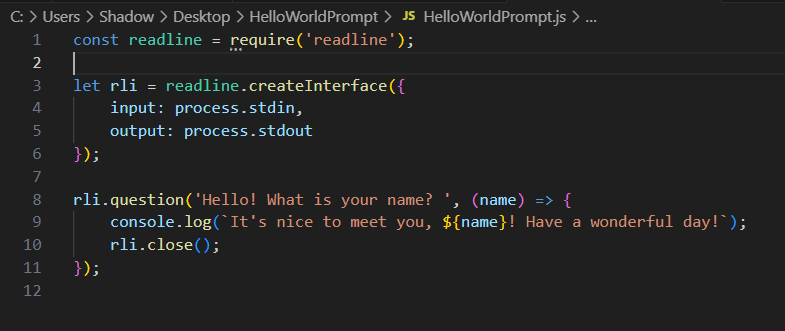 C: > Users > Shadow > Desktop > HelloWorldPrompt > JS HelloWorldPrompt.js > ...
1 const readline = require('readline');
2
3 let rli = readline.createInterface({
4     input: process.stdin,
5     output: process.stdout
6 });
7
8 rli.question('Hello! What is your name? ', (name) => {
9     console.log(`It's nice to meet you, ${name}! Have a wonderful day!`);
10     rli.close();
11 });
12